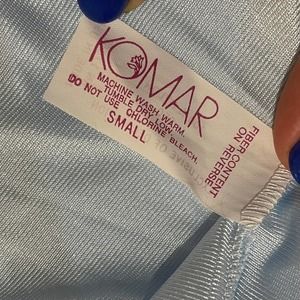 KOMAR
MACHINE WASH WARM.
TUMBLE DRY LOW.
DO NOT USE CHLORINE BLEACH.
SMALL
FIBER CONTENT
ON REVERSE